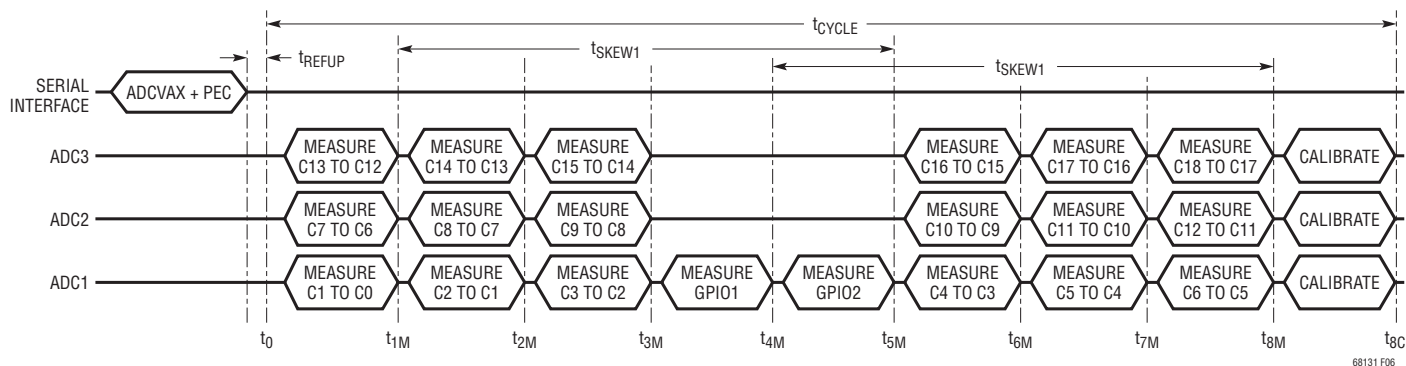 tCYCLE
tREFUP
tSKEW1
tSKEW1
SERIAL
INTERFACE
ADCVAX + PEC
ADC3
MEASURE
C13 TO C12
MEASURE
C14 TO C13
MEASURE
C15 TO C14
MEASURE
C16 TO C15
MEASURE
C17 TO C16
MEASURE
C18 TO C17
CALIBRATE
ADC2
MEASURE
C7 TO C6
MEASURE
C8 TO C7
MEASURE
C9 TO C8
MEASURE
C10 TO C9
MEASURE
C11 TO C10
MEASURE
C12 TO C11
CALIBRATE
ADC1
MEASURE
C1 TO C0
MEASURE
C2 TO C1
MEASURE
C3 TO C2
MEASURE
GPIO1
MEASURE
GPIO2
MEASURE
C4 TO C3
MEASURE
C5 TO C4
MEASURE
C6 TO C5
CALIBRATE
t0 t1M t2M t3M t4M t5M t6M t7M t8M t8C
68131 F06